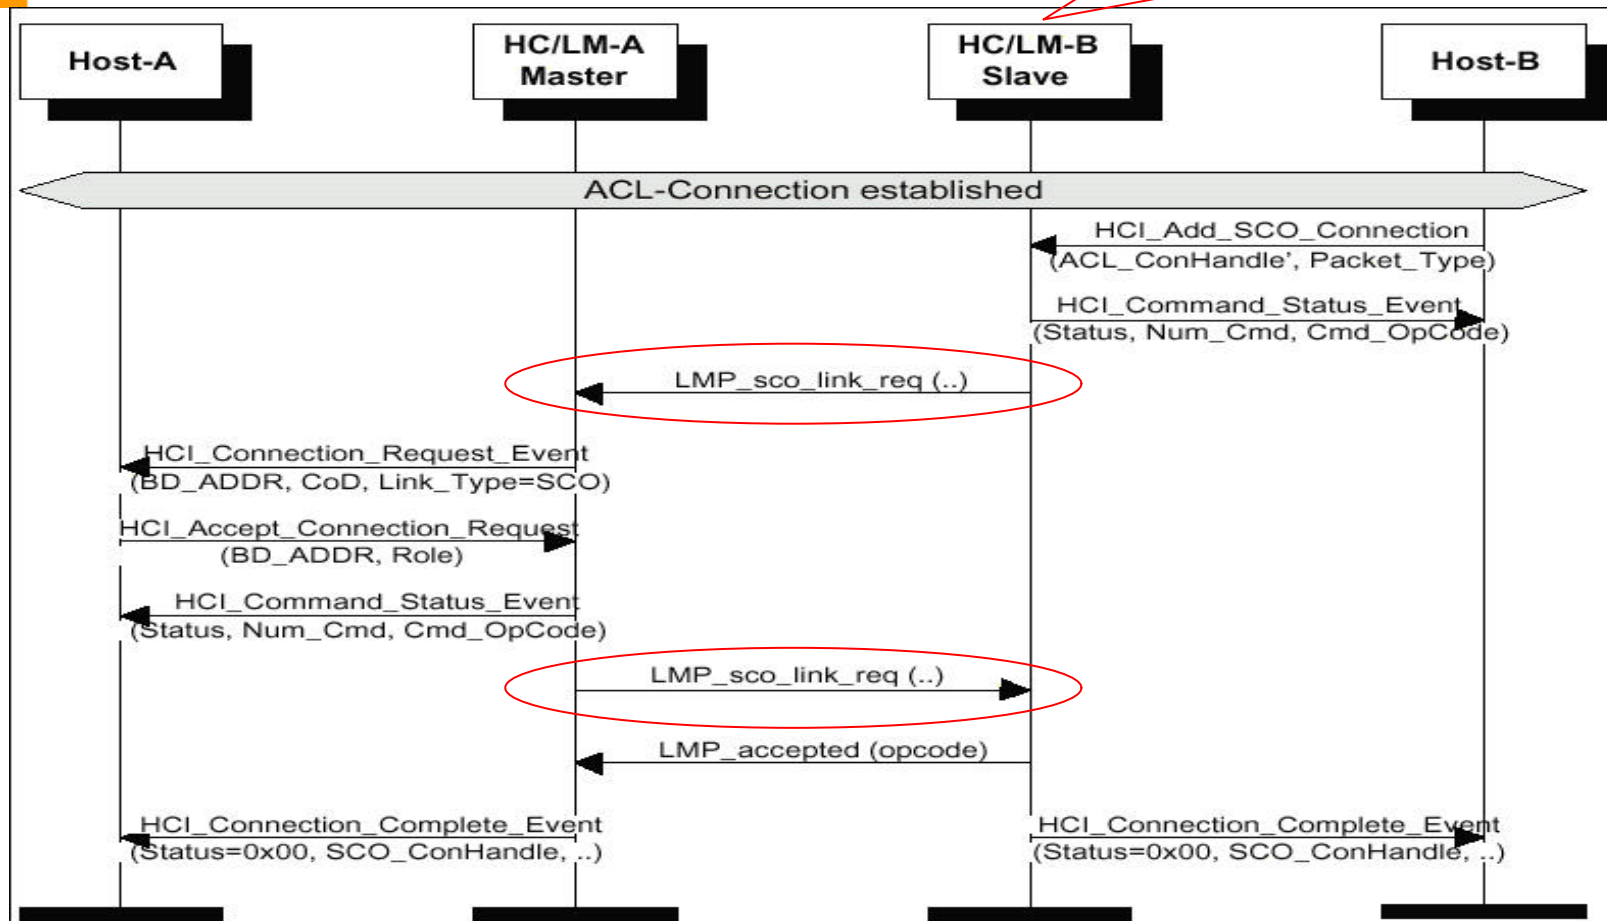 Host-A
HC/LM-A
Master
HC/LM-B
Slave
Host-B
ACL-Connection established
HCI_Add_SCO_Connection
(ACL_ConHandle’, Packet_Type)
HCI_Command_Status_Event
(Status, Num_Cmd, Cmd_OpCode)
LMP_sco_link_req (..)
HCI_Connection_Request_Event
(BD_ADDR, CoD, Link_Type=SCO)
HCI_Accept_Connection_Request
(BD_ADDR, Role)
HCI_Command_Status_Event
(Status, Num_Cmd, Cmd_OpCode)
LMP_sco_link_req (..)
LMP_accepted (opcode)
HCI_Connection_Complete_Event
(Status=0x00, SCO_ConHandle, ..)
HCI_Connection_Complete_Event
(Status=0x00, SCO_ConHandle, ..)